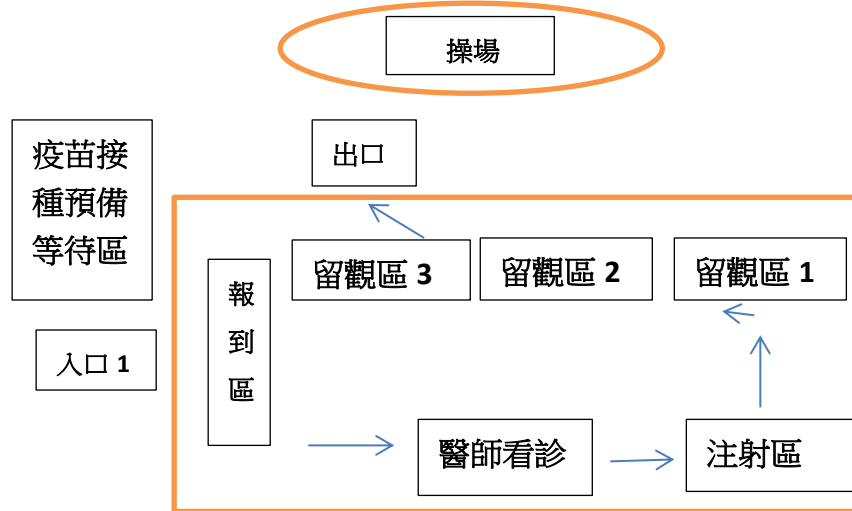 操場
疫苗接
種預備
等待區
出口
留觀區 3
留觀區 2
留觀區 1
報
到
區
入口 1
醫師看診
注射區